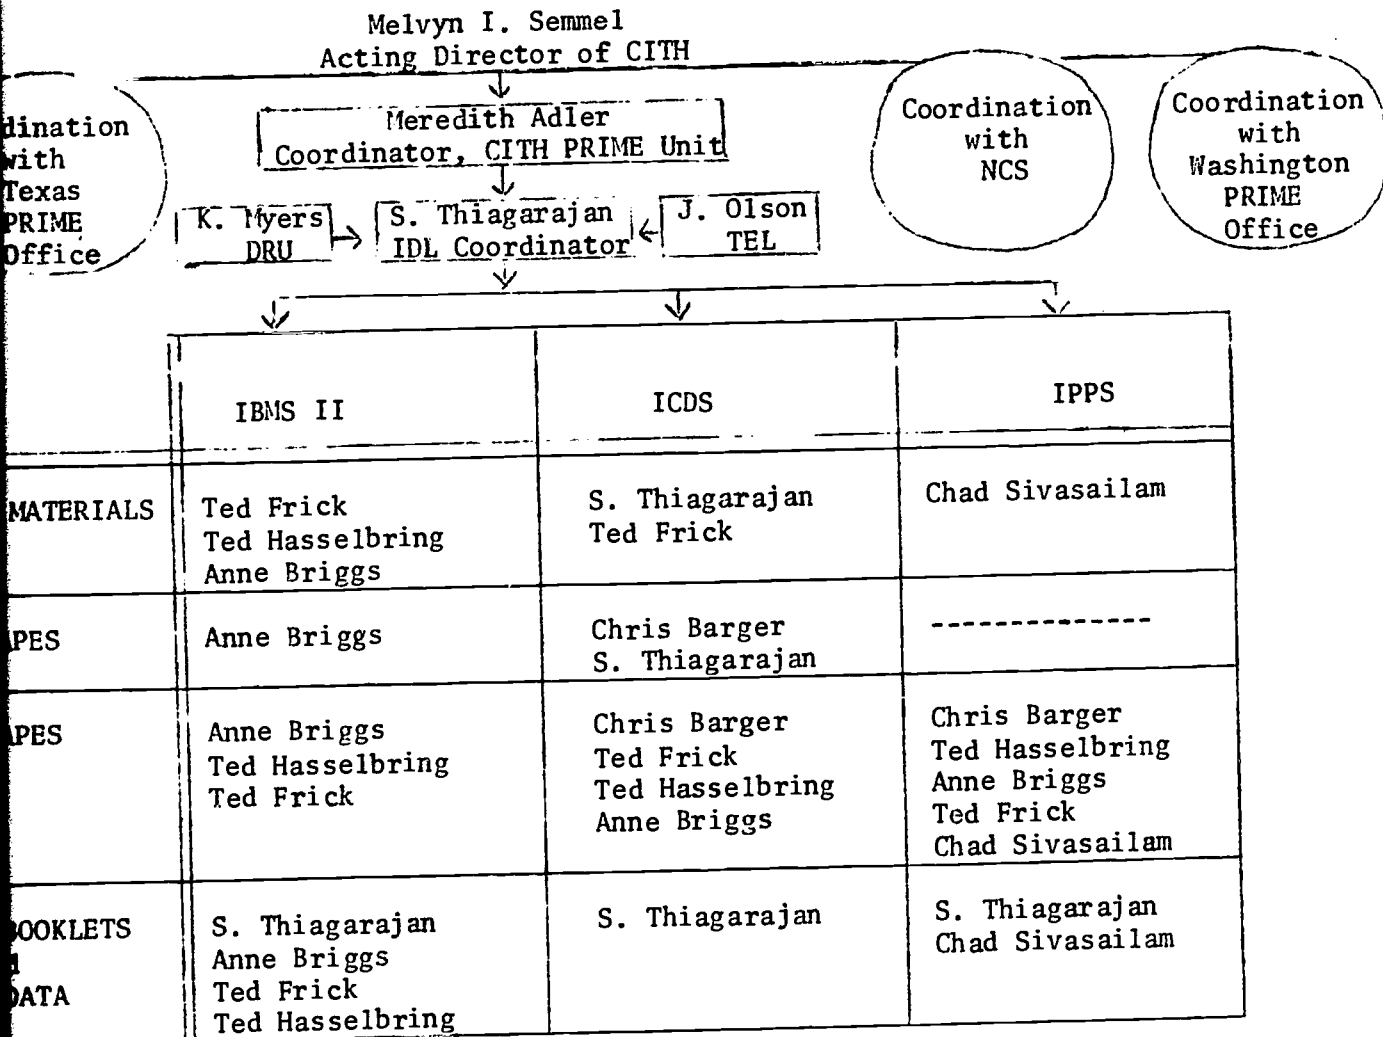 Melvyn I. Semmel
Acting Director of CITH
dination
with
Texas
PRIME
Office
Meredith Adler
Coordinator, CITH PRIME Unit
Coordination
with
NCS
Coordination
with
Washington
PRIME
Office
K. Myers
DRU
S. Thiagarajan
IDL Coordinator
J. Olson
TEL
IBMS II
ICDS
IPPS
MATERIALS
Ted Frick
Ted Hasselbring
Anne Briggs
S. Thiagarajan
Ted Frick
Chad Sivasailam
APES
Anne Briggs
Chris Barger
S. Thiagarajan
--------------
APES
Anne Briggs
Ted Hasselbring
Ted Frick
Chris Barger
Ted Frick
Ted Hasselbring
Anne Briggs
Chris Barger
Ted Hasselbring
Anne Briggs
Ted Frick
Chad Sivasailam
BOOKLETS
DATA
S. Thiagarajan
Anne Briggs
Ted Frick
Ted Hasselbring
S. Thiagarajan
S. Thiagarajan
Chad Sivasailam